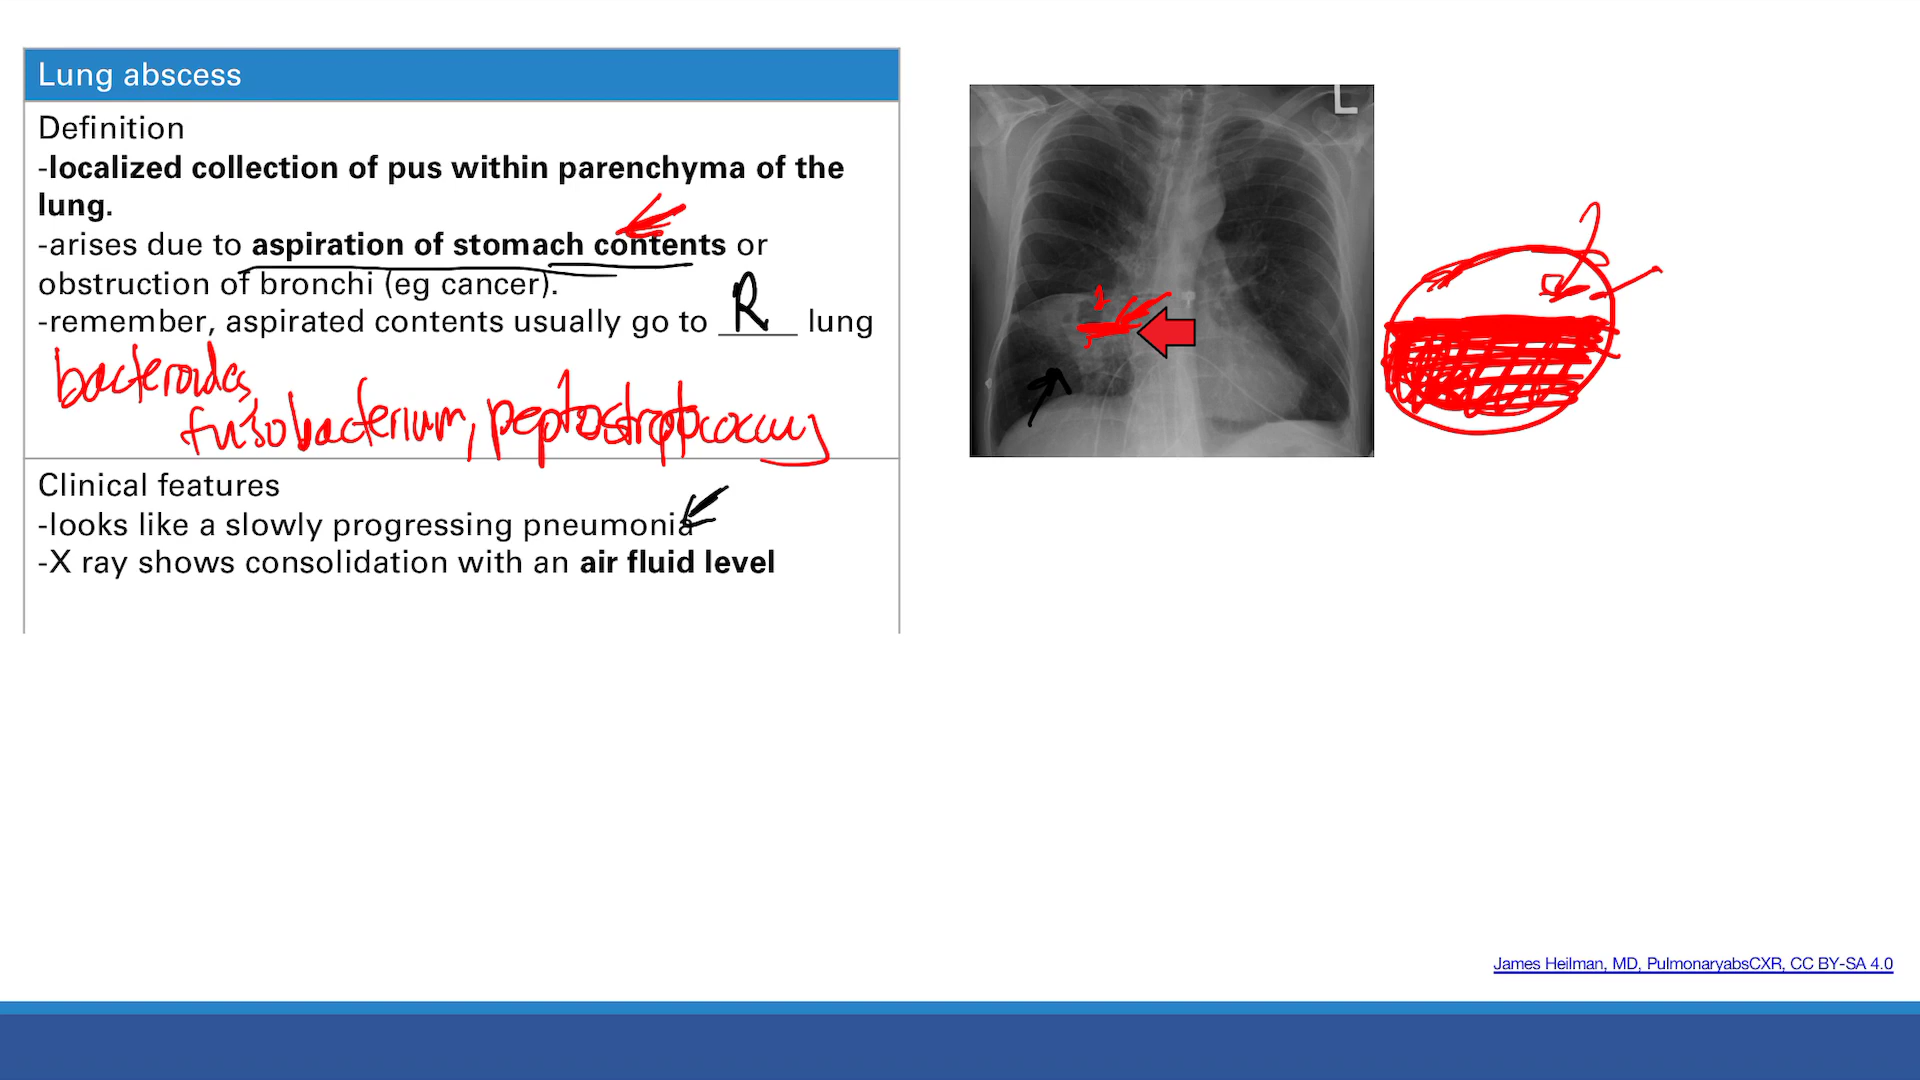 Lung abscess
Definition
-localized collection of pus within parenchyma of the
lung.
-arises due to aspiration of stomach contents or
obstruction of bronchi (eg cancer).
-remember, aspirated contents usually go to R lung
bacteroides,
fusobacterium, peptostreptococcus
Clinical features
-looks like a slowly progressing pneumonia
-X ray shows consolidation with an air fluid level
L
James Heilman, MD, PulmonaryabsCXR, CC BY-SA 4.0